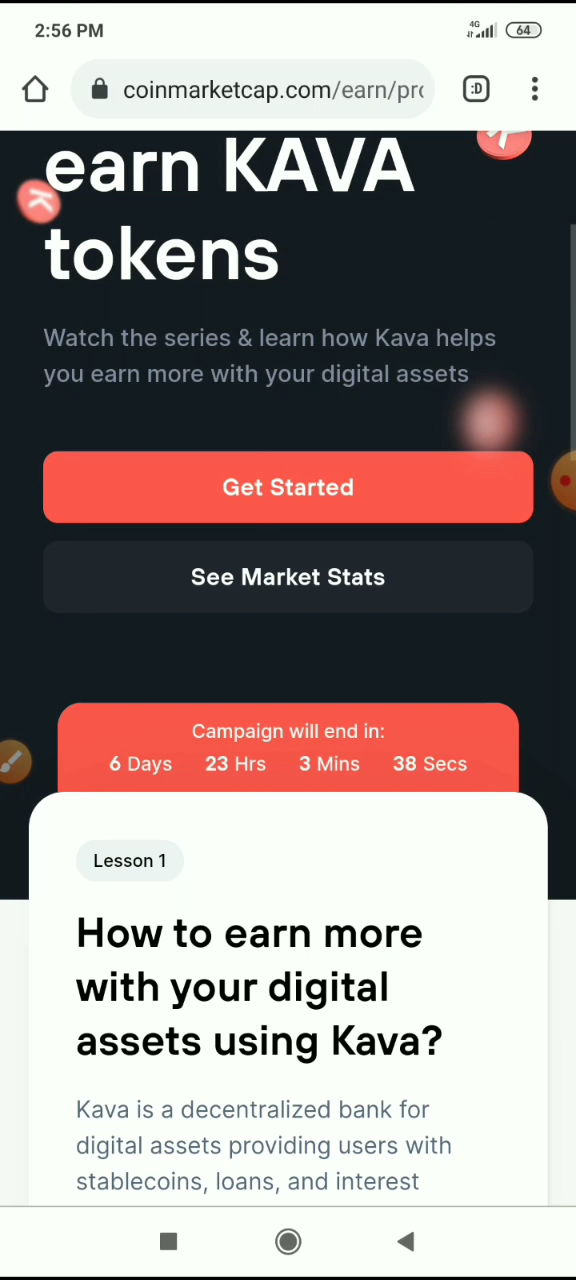 2:56 PM
4G
64
coinmarketcap.com/earn/pro
:D
earn KAVA
tokens
Watch the series & learn how Kava helps
you earn more with your digital assets
Get Started
See Market Stats
Campaign will end in:
6 Days 23 Hrs 3 Mins 38 Secs
Lesson 1
How to earn more
with your digital
assets using Kava?
Kava is a decentralized bank for
digital assets providing users with
stablecoins, loans, and interest